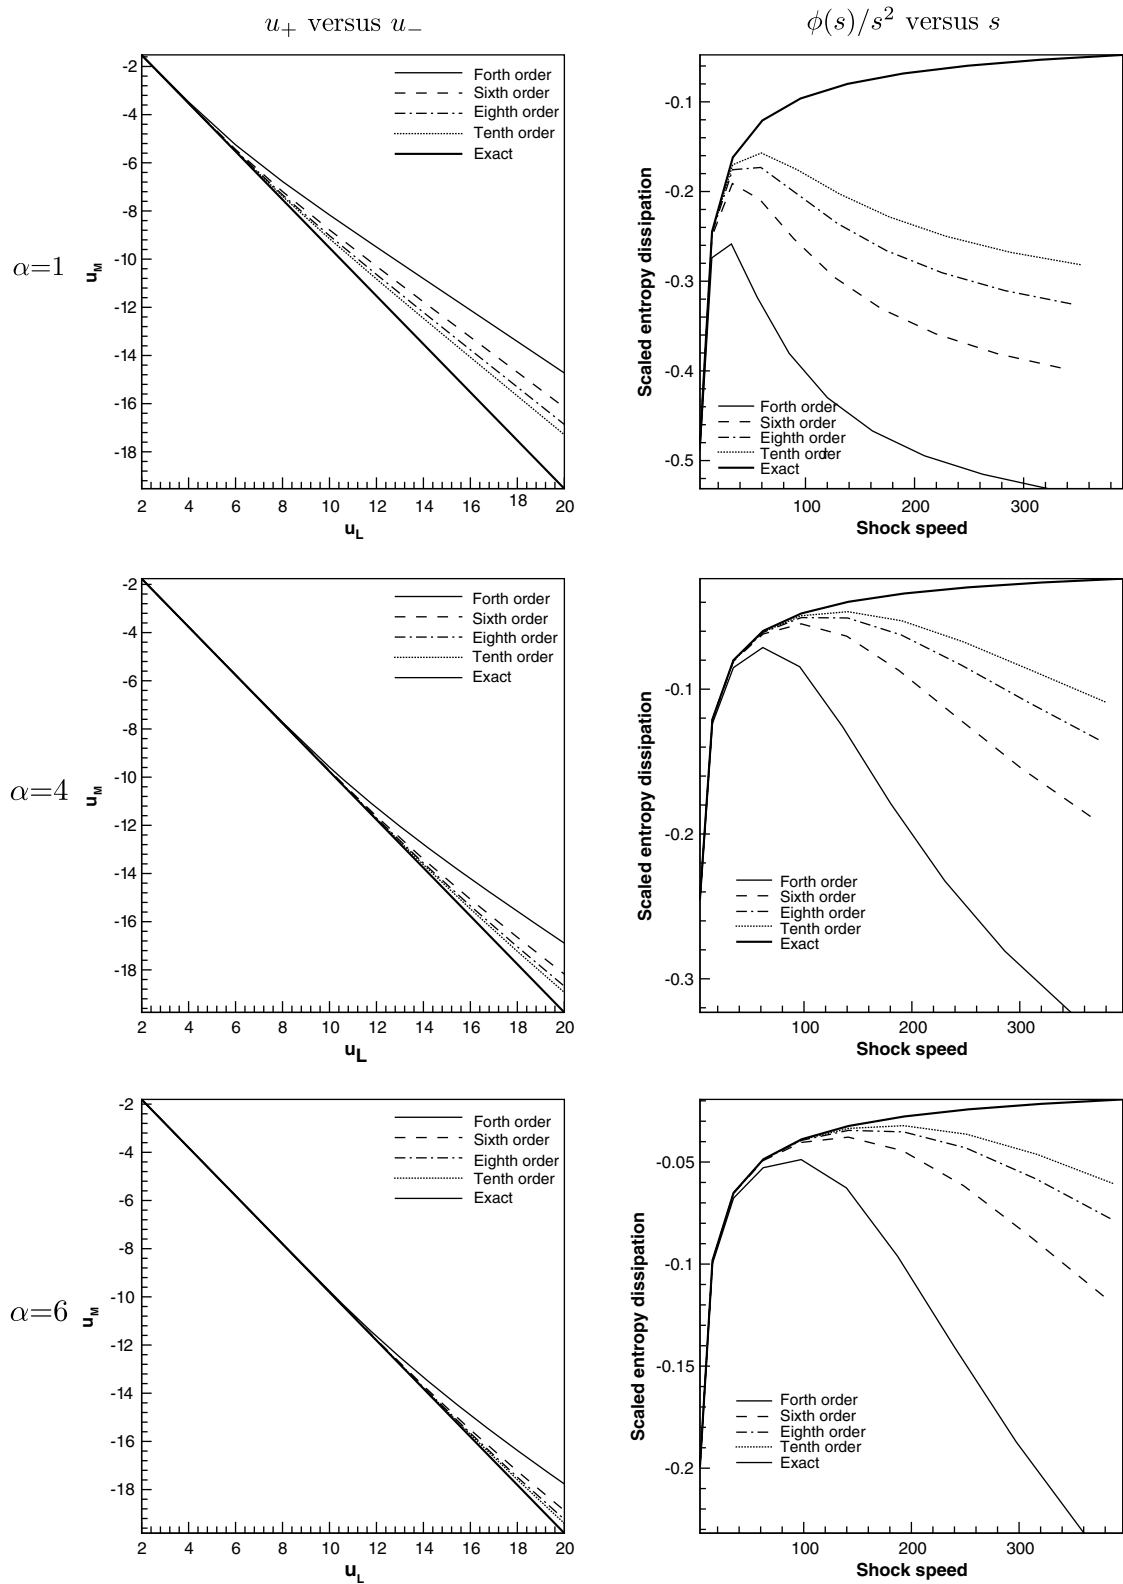 u₊ versus u₋
ϕ(s)/s² versus s
α=1
-2
-4
-6
-8
-10
-12
-14
-16
-18
u_M
Forth order
Sixth order
Eighth order
Tenth order
Exact
2 4 6 8 10 12 14 16 18 20
u_L
-0.1
-0.2
-0.3
-0.4
-0.5
Scaled entropy dissipation
Forth order
Sixth order
Eighth order
Tenth order
Exact
100 200 300
Shock speed
α=4
-2
-4
-6
-8
-10
-12
-14
-16
-18
u_M
Forth order
Sixth order
Eighth order
Tenth order
Exact
2 4 6 8 10 12 14 16 18 20
u_L
-0.1
-0.2
-0.3
Scaled entropy dissipation
Forth order
Sixth order
Eighth order
Tenth order
Exact
100 200 300
Shock speed
α=6
-2
-4
-6
-8
-10
-12
-14
-16
-18
u_M
Forth order
Sixth order
Eighth order
Tenth order
Exact
2 4 6 8 10 12 14 16 18 20
u_L
-0.05
-0.1
-0.15
-0.2
Scaled entropy dissipation
Forth order
Sixth order
Eighth order
Tenth order
Exact
100 200 300
Shock speed